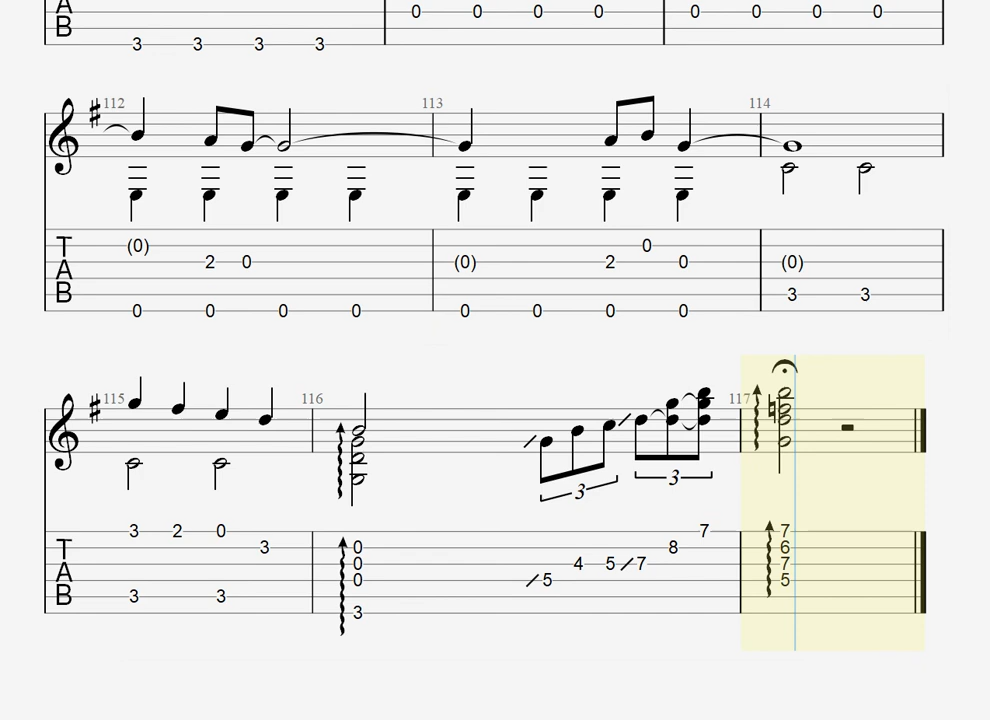 A 0 0 0 0 0 0 0 0
B
3 3 3 3
112 113 114
(0) 0
T
2 0 (0) 2 0 (0)
A
B 3 3
0 0 0 0 0 0 0 0
115 116 117
3 3
3 2 0 7 7
T 3 0 8 6
0 4 5 7 7
A 0 5 5
B 3 3
3